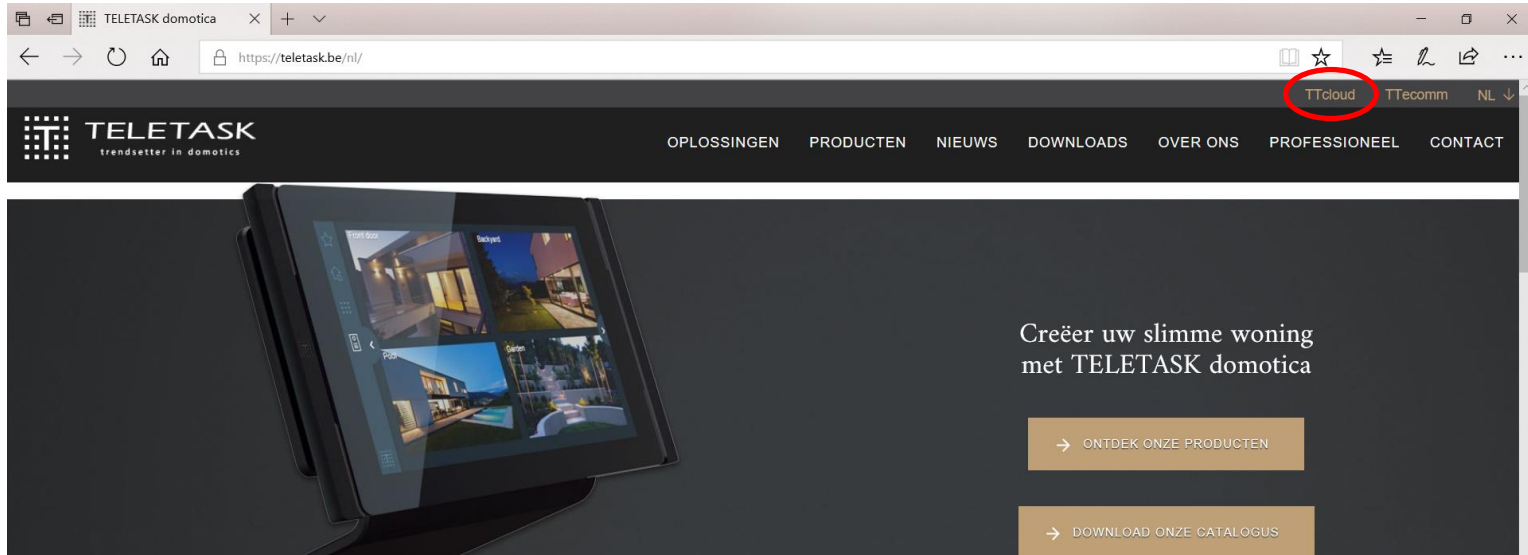 TELETASK domotica
https://teletask.be/nl/
TTcloud TTecomm NL
TELETASK
trendsetter in domotics
OPLOSSINGEN PRODUCTEN NIEUWS DOWNLOADS OVER ONS PROFESSIONEEL CONTACT
Front door Backyard
Pool Garden
Creëer uw slimme woning
met TELETASK domotica
ONTDEK ONZE PRODUCTEN
DOWNLOAD ONZE CATALOGUS